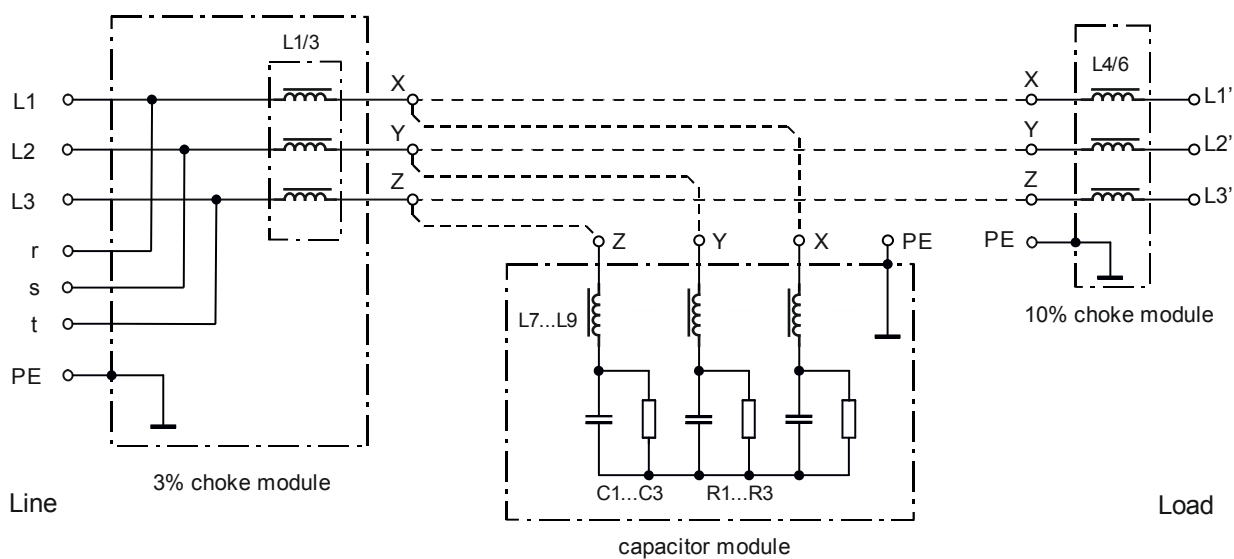 L1/3
L4/6
L1
X
X
L1'
L2
Y
Y
L2'
L3
Z
Z
L3'
r
Z
Y
X
PE
PE
s
L7...L9
10% choke module
t
PE
3% choke module
C1...C3
R1...R3
Line
Load
capacitor module